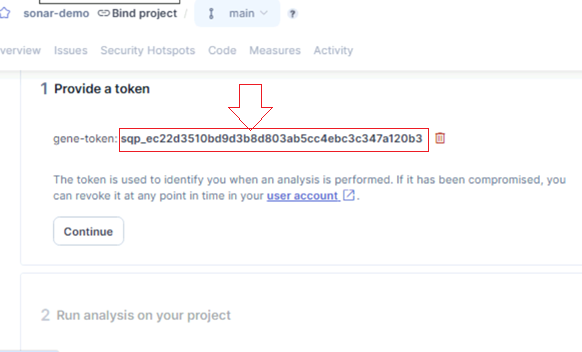 sonar-demo Bind project / main ?
verview Issues Security Hotspots Code Measures Activity
1 Provide a token
gene-token: sqp_ec22d3510bd9d3b8d803ab5cc4ebc3c347a120b3
The token is used to identify you when an analysis is performed. If it has been compromised, you
can revoke it at any point in time in your user account .
Continue
2 Run analysis on your project